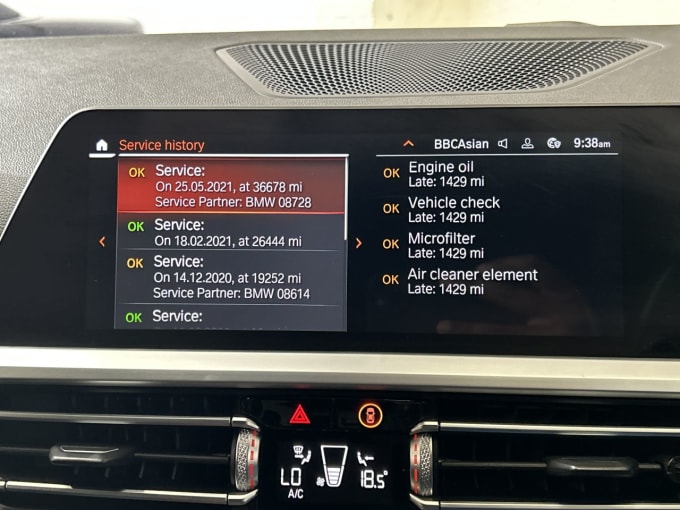 Service history
BBCAsian
9:38am
OK Service:
On 25.05.2021, at 36678 mi
Service Partner: BMW 08728
OK Service:
On 18.02.2021, at 26444 mi
OK Service:
On 14.12.2020, at 19252 mi
Service Partner: BMW 08614
OK Service:
OK Engine oil
Late: 1429 mi
OK Vehicle check
Late: 1429 mi
OK Microfilter
Late: 1429 mi
OK Air cleaner element
Late: 1429 mi
LO
A/C
18.5°